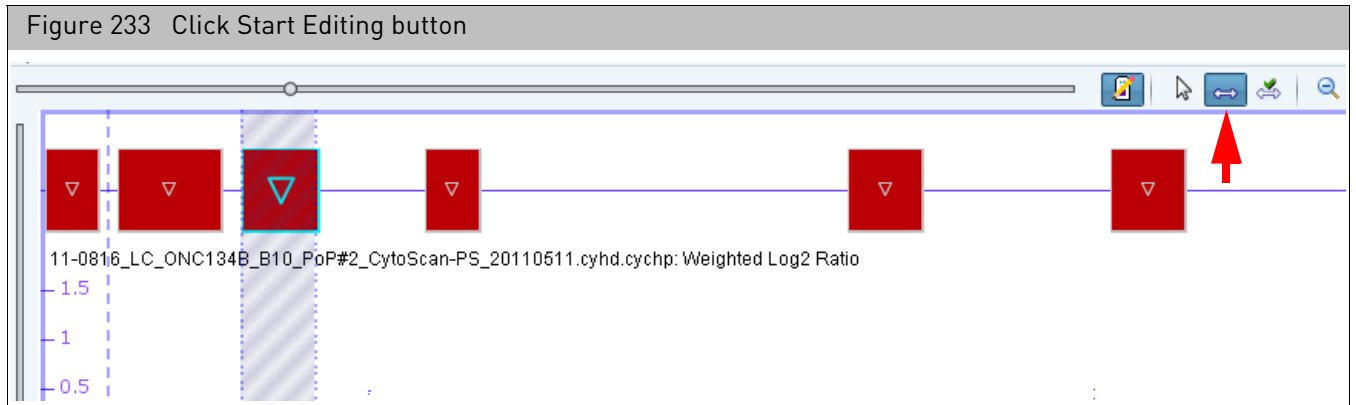 Figure 233 Click Start Editing button
11-0816_LC_ONC134B_B10_PoP#2_CytoScan-PS_20110511.cyhd.cychp: Weighted Log2 Ratio
1.5
1
0.5